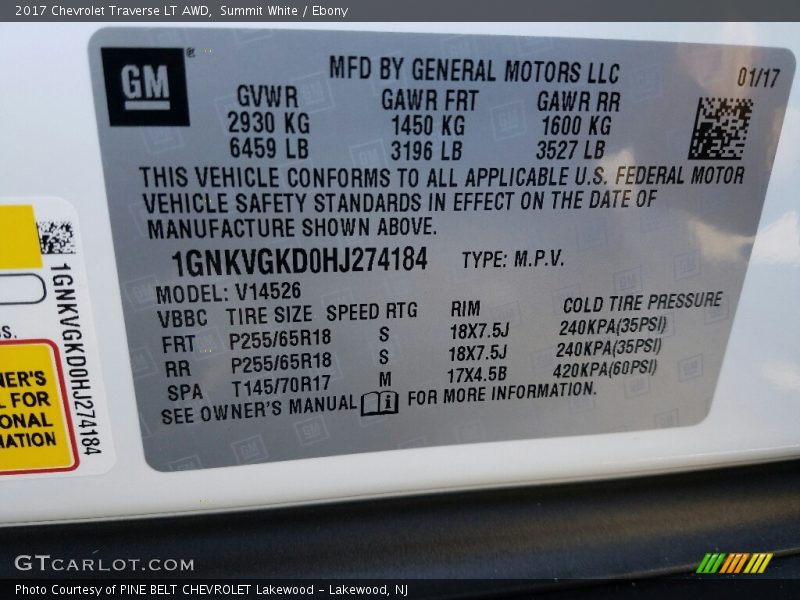 2017 Chevrolet Traverse LT AWD,  Summit White / Ebony
GM®
MFD BY GENERAL MOTORS LLC
01/17
GVWR GAWR FRT GAWR RR
2930 KG 1450 KG 1600 KG
6459 LB 3196 LB 3527 LB
THIS VEHICLE CONFORMS TO ALL APPLICABLE U.S. FEDERAL MOTOR
VEHICLE SAFETY STANDARDS IN EFFECT ON THE DATE OF
MANUFACTURE SHOWN ABOVE.
1GNKVGKD0HJ274184 TYPE: M.P.V.
MODEL: V14526
VBBC TIRE SIZE SPEED RTG RIM COLD TIRE PRESSURE
FRT P255/65R18 S 18X7.5J 240KPA(35PSI)
RR P255/65R18 S 18X7.5J 240KPA(35PSI)
SPA T145/70R17 M 17X4.5B 420KPA(60PSI)
SEE OWNER'S MANUAL i FOR MORE INFORMATION.
1GNKVGKD0HJ274184
GTCARLOT.COM
Photo Courtesy of PINE BELT CHEVROLET Lakewood - Lakewood, NJ